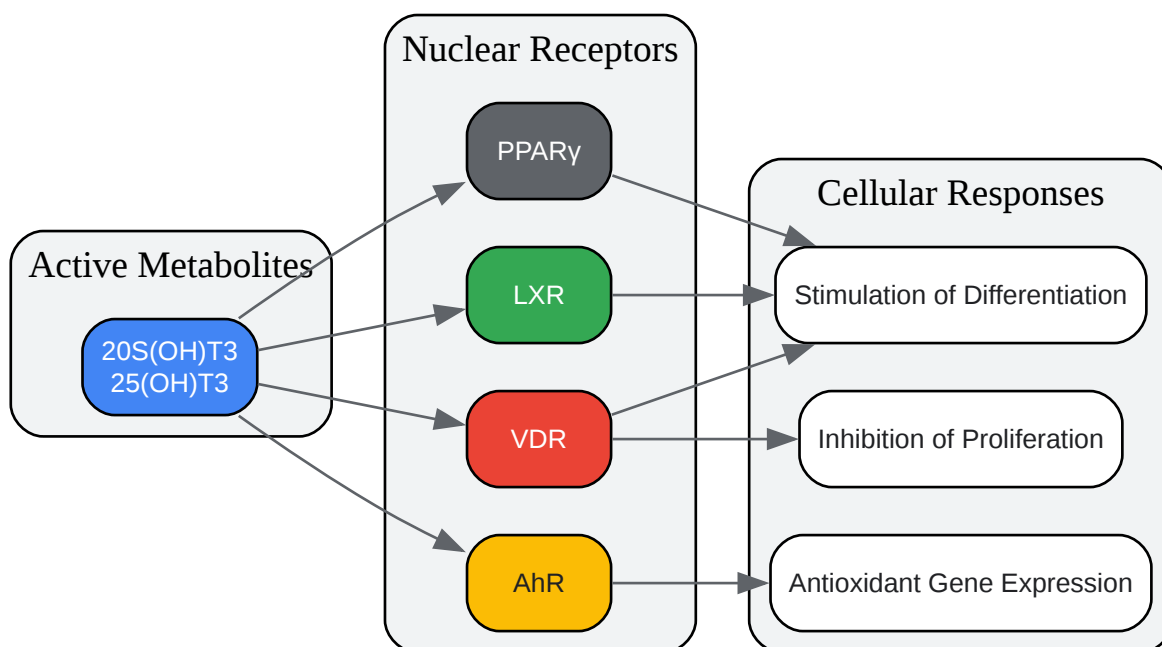 Active Metabolites
20S(OH)T3
25(OH)T3
Nuclear Receptors
PPARγ
LXR
VDR
AhR
Cellular Responses
Stimulation of Differentiation
Inhibition of Proliferation
Antioxidant Gene Expression